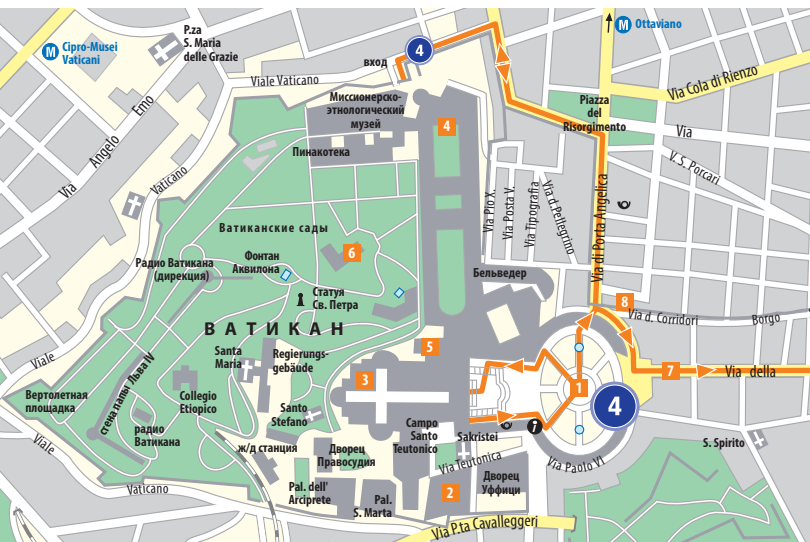 P.za
S. Maria
delle Grazie
M
Cipro-Musei
Vaticani
M
Ottaviano
вход
4
Viale Vaticano
Via Cola di Rienzo
Миссионерско-
этнологический
музей
4
Piazza
del
Risorgimento
Via
Via Angelo Emo
Пинакотека
V. S. Porcari
Vaticano
Via Pio X.
Via Posta V.
Via Tipografia
Via d.Pellegrino
Via di Porta Angelica
Ватиканские сады
6
Фонтан
Аквилона
Радио Ватикана
(дирекция)
Бельведер
Статуя
Св. Петра
8
Via d. Corridori
Borgo
ВАТИКАН
5
Viale
Santa
Maria
Regierungs-
gebäude
3
7
Via della
1
4
стена папы Льва IV
Вертолетная
площадка
Collegio
Etiopico
Santo
Stefano
Campo
Santo
Teutonico
Sakristei
i
радио
Ватикана
S. Spirito
Viale
ж/д станция
Дворец
Правосудия
Via Teutonica
Via Paolo VI
Vaticano
Pal. dell'
Arciprete
Pal.
S. Marta
2
Дворец
Уффици
Via P.ta Cavalleggeri